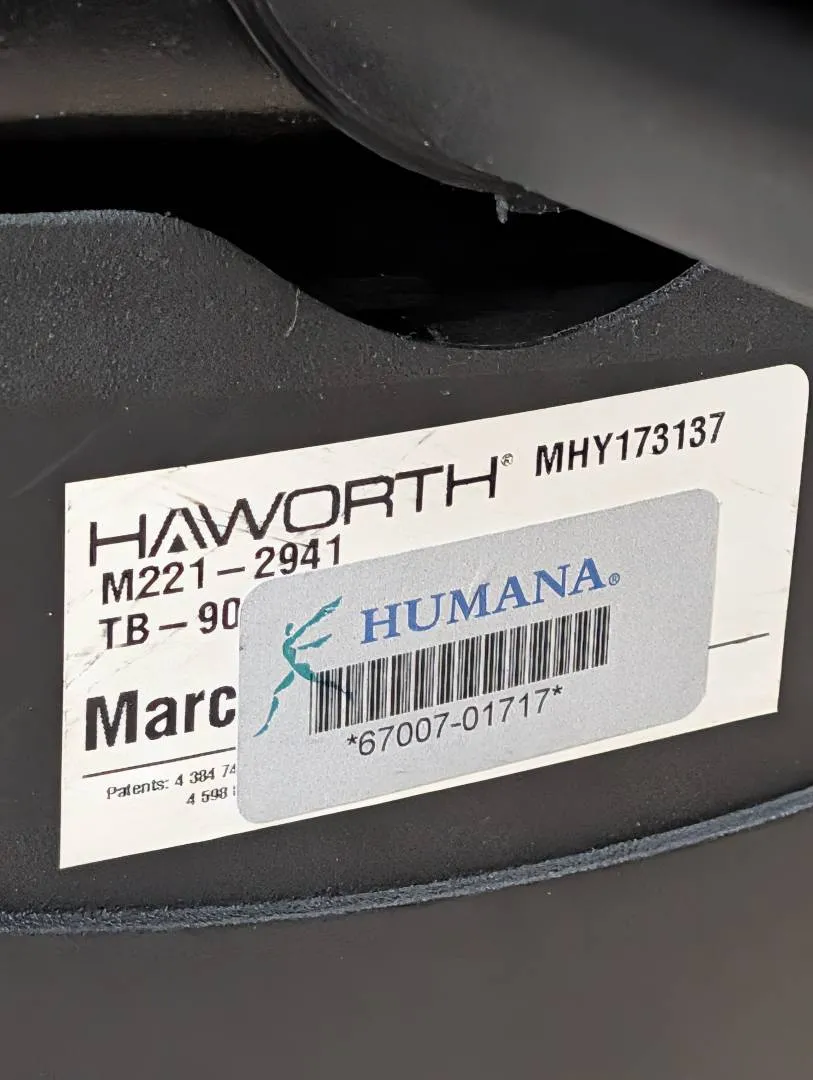 HAWORTH® MHY173137
M221-2941
TB-90
HUMANA®
Marc
*67007-01717*
Patents: 4 384 74
4 598